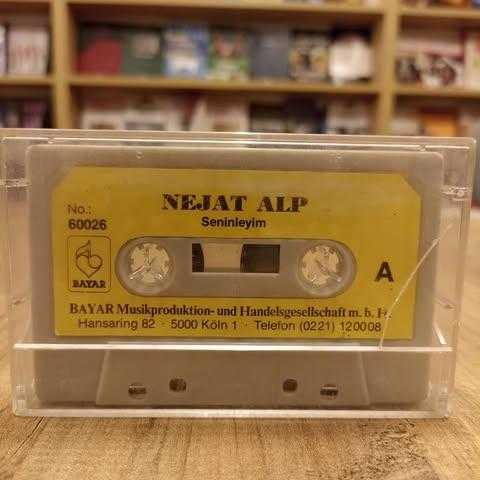 NEJAT ALP
Seninleyim
No.:
60026
BAYAR
A
BAYAR Musikproduktion- und Handelsgesellschaft m. b. H.
Hansaring 82 · 5000 Köln 1 · Telefon (0221) 120008